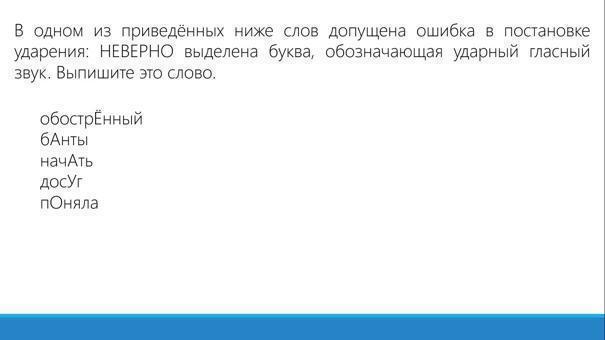 В одном из приведённых ниже слов допущена ошибка в постановке
ударения: НЕВЕРНО выделена буква, обозначающая ударный гласный
звук. Выпишите это слово.
обострЁнный
бАнты
начАть
досУг
пОняла